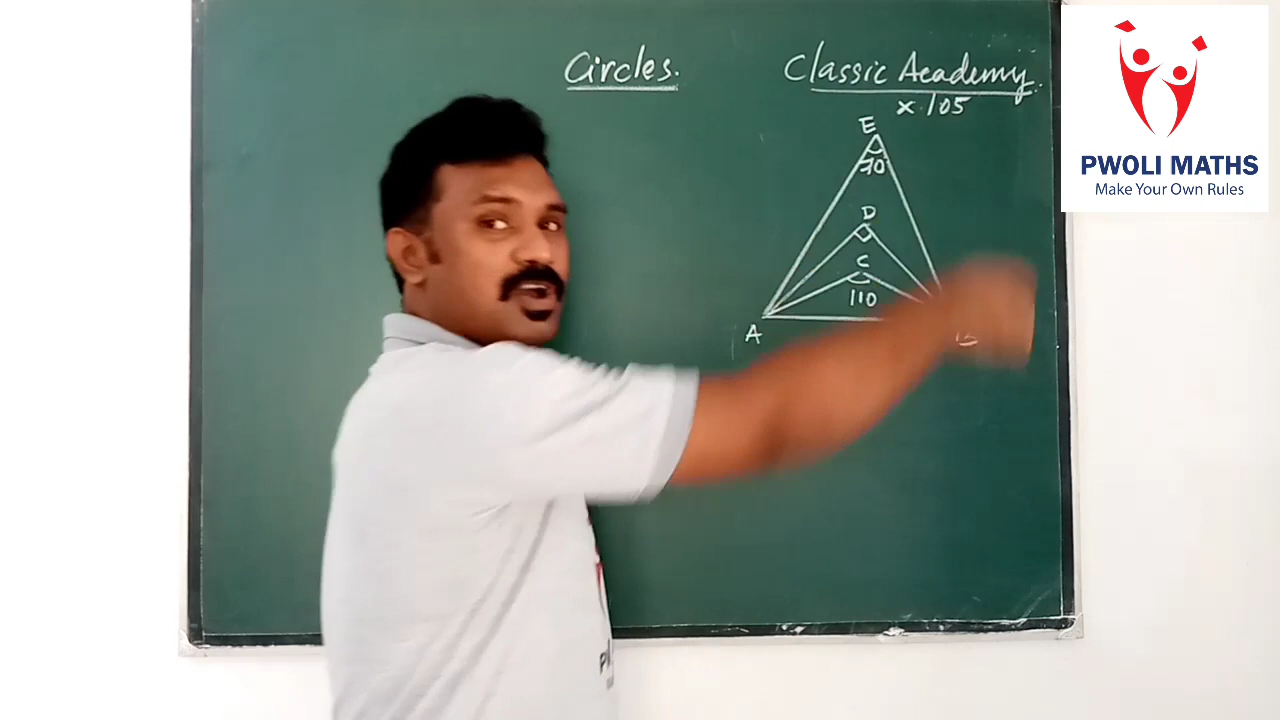 Circles.
Classic Academy
x 105
E
70
D
C
110
A
B
PWOLI MATHS
Make Your Own Rules